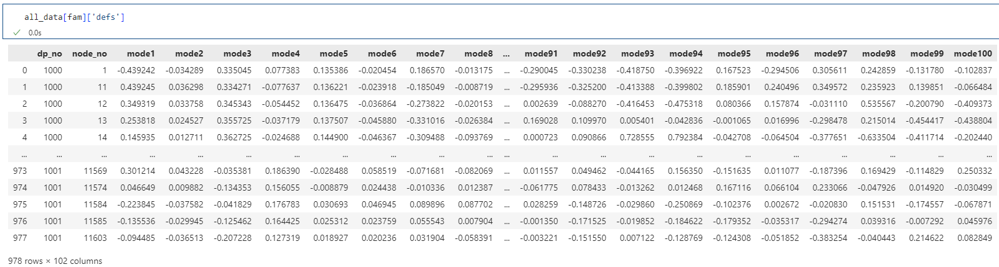 all_data[fam]['defs']
0.0s
dp_no node_no mode1 mode2 mode3 mode4 mode5 mode6 mode7 mode8 ... mode91 mode92 mode93 mode94 mode95 mode96 mode97 mode98 mode99 mode100
0 1000 1 -0.439242 -0.034289 0.335045 0.077383 0.135386 -0.020454 0.186570 -0.013175 ... -0.290045 -0.330238 -0.418750 -0.396922 0.167523 -0.294506 0.305611 0.242859 -0.131780 -0.102837
1 1000 11 0.439245 0.036298 0.334271 -0.077637 0.136221 -0.023918 -0.185049 -0.008719 ... -0.295936 -0.325200 -0.413388 -0.399802 0.185901 0.240496 0.349572 0.235923 0.139851 -0.066484
2 1000 12 0.349319 0.033758 0.345343 -0.054452 0.136475 -0.036864 -0.273822 -0.020153 ... 0.002639 -0.088270 -0.416453 -0.475318 0.080366 0.157874 -0.031110 0.535567 -0.200790 -0.409373
3 1000 13 0.253818 0.024527 0.355725 -0.037179 0.137507 -0.045880 -0.331016 -0.026384 ... 0.169028 0.109970 0.005401 -0.042836 -0.001065 0.016996 -0.298478 0.215014 -0.454417 -0.438804
4 1000 14 0.145935 0.012711 0.362725 -0.024688 0.144900 -0.046367 -0.309488 -0.093769 ... 0.000723 0.090866 0.728555 0.792384 -0.042708 -0.064504 -0.377651 -0.633504 -0.411714 -0.202440
... ... ... ... ... ... ... ... ... ... ... ... ... ... ... ... ... ... ... ... ... ...
973 1001 11569 0.301214 0.043228 -0.035381 0.186390 -0.028488 0.058519 -0.071681 -0.082069 ... 0.011557 0.049462 -0.044165 0.156350 -0.151635 0.011077 -0.187396 0.169429 -0.114829 0.250332
974 1001 11574 0.046649 0.009882 -0.134353 0.156055 -0.008879 0.024438 -0.010336 0.012387 ... -0.061775 0.078433 -0.013262 0.012468 0.167116 0.066104 0.233066 -0.047926 0.014920 -0.030499
975 1001 11584 -0.223845 -0.037582 -0.041829 0.176783 0.030693 0.046945 0.089896 0.087702 ... 0.028259 -0.148726 -0.029860 -0.250869 -0.102376 0.002672 -0.020830 0.151531 -0.174557 -0.067871
976 1001 11585 -0.135536 -0.029945 -0.125462 0.164425 0.025312 0.023759 0.055543 0.007904 ... -0.001350 -0.171525 -0.019852 -0.184622 -0.179352 -0.035317 -0.294274 0.039316 -0.007292 0.045976
977 1001 11603 -0.094485 -0.036513 -0.207228 0.127319 0.018927 0.020236 0.031904 -0.058391 ... -0.003221 -0.151550 0.007122 -0.128769 -0.124308 -0.051852 -0.383254 -0.040443 0.214622 0.082849
978 rows × 102 columns